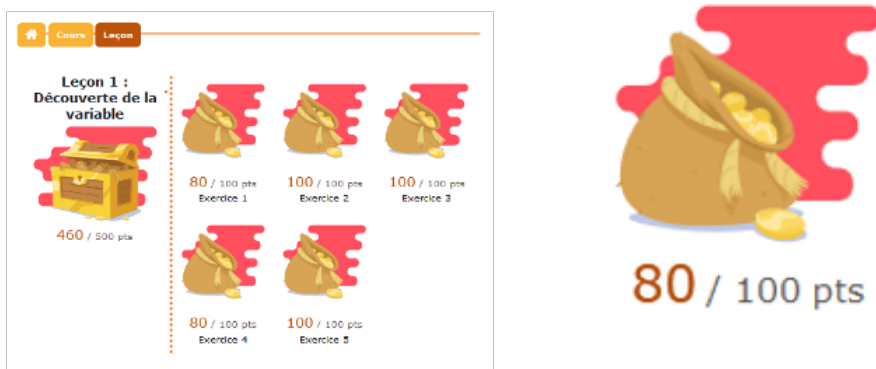 Cours
Leçon
Leçon 1 :
Découverte de la
variable
460 / 500 pts
80 / 100 pts
Exercice 1
100 / 100 pts
Exercice 2
100 / 100 pts
Exercice 3
80 / 100 pts
Exercice 4
100 / 100 pts
Exercice 5
80 / 100 pts